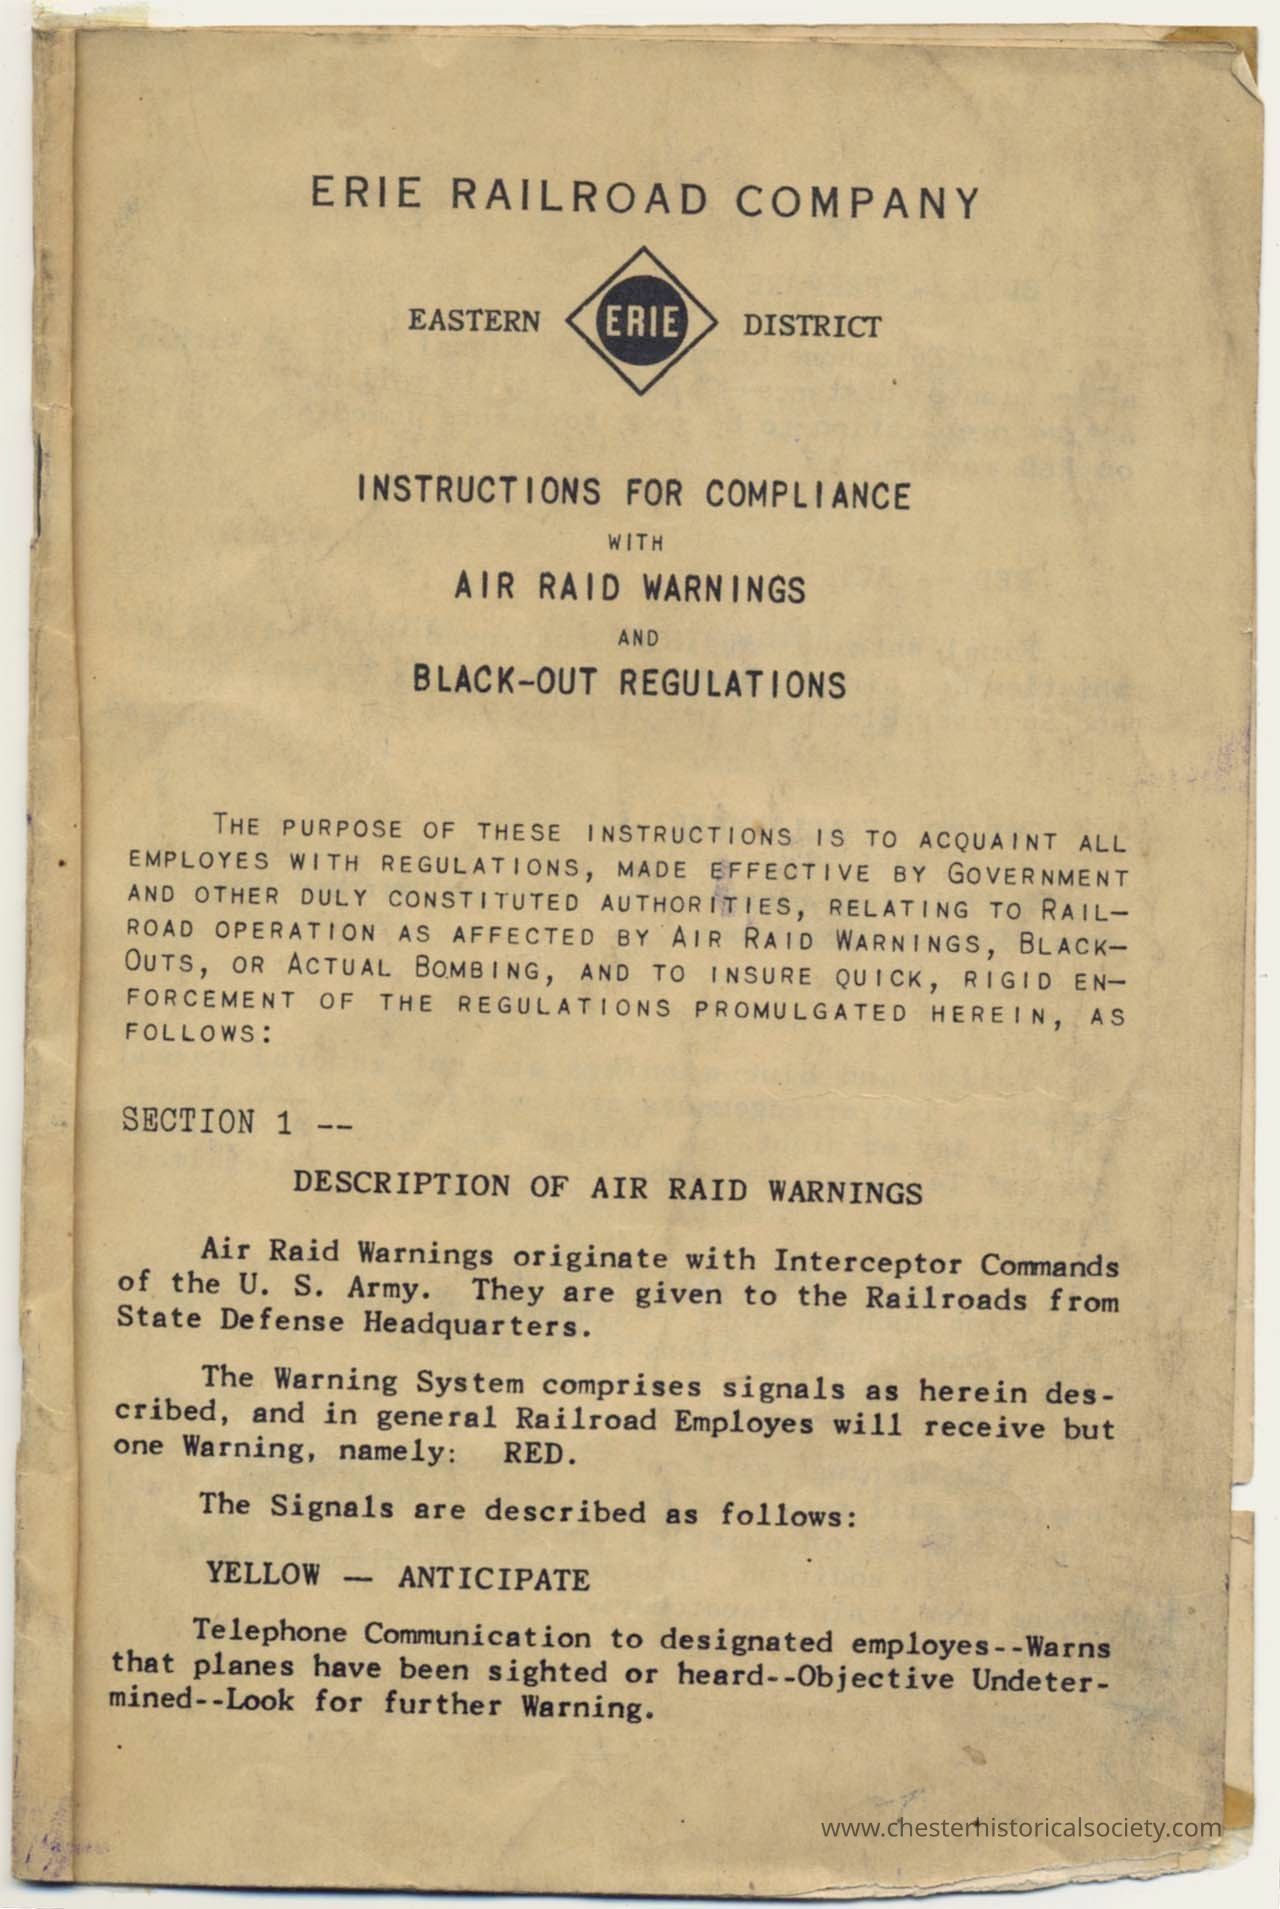 ERIE RAILROAD COMPANY
EASTERN ERIE DISTRICT
INSTRUCTIONS FOR COMPLIANCE
WITH
AIR RAID WARNINGS
AND
BLACK-OUT REGULATIONS
THE PURPOSE OF THESE INSTRUCTIONS IS TO ACQUAINT ALL
EMPLOYES WITH REGULATIONS, MADE EFFECTIVE BY GOVERNMENT
AND OTHER DULY CONSTITUTED AUTHORITIES, RELATING TO RAIL-
ROAD OPERATION AS AFFECTED BY AIR RAID WARNINGS, BLACK-
OUTS, OR ACTUAL BOMBING, AND TO INSURE QUICK, RIGID EN-
FORCEMENT OF THE REGULATIONS PROMULGATED HEREIN, AS
FOLLOWS:
SECTION 1 --
DESCRIPTION OF AIR RAID WARNINGS
Air Raid Warnings originate with Interceptor Commands
of the U. S. Army. They are given to the Railroads from
State Defense Headquarters.
The Warning System comprises signals as herein des-
cribed, and in general Railroad Employes will receive but
one Warning, namely: RED.
The Signals are described as follows:
YELLOW — ANTICIPATE
Telephone Communication to designated employes--Warns
that planes have been sighted or heard--Objective Undeter-
mined--Look for further Warning.
www.chesterhistoricalsociety.com